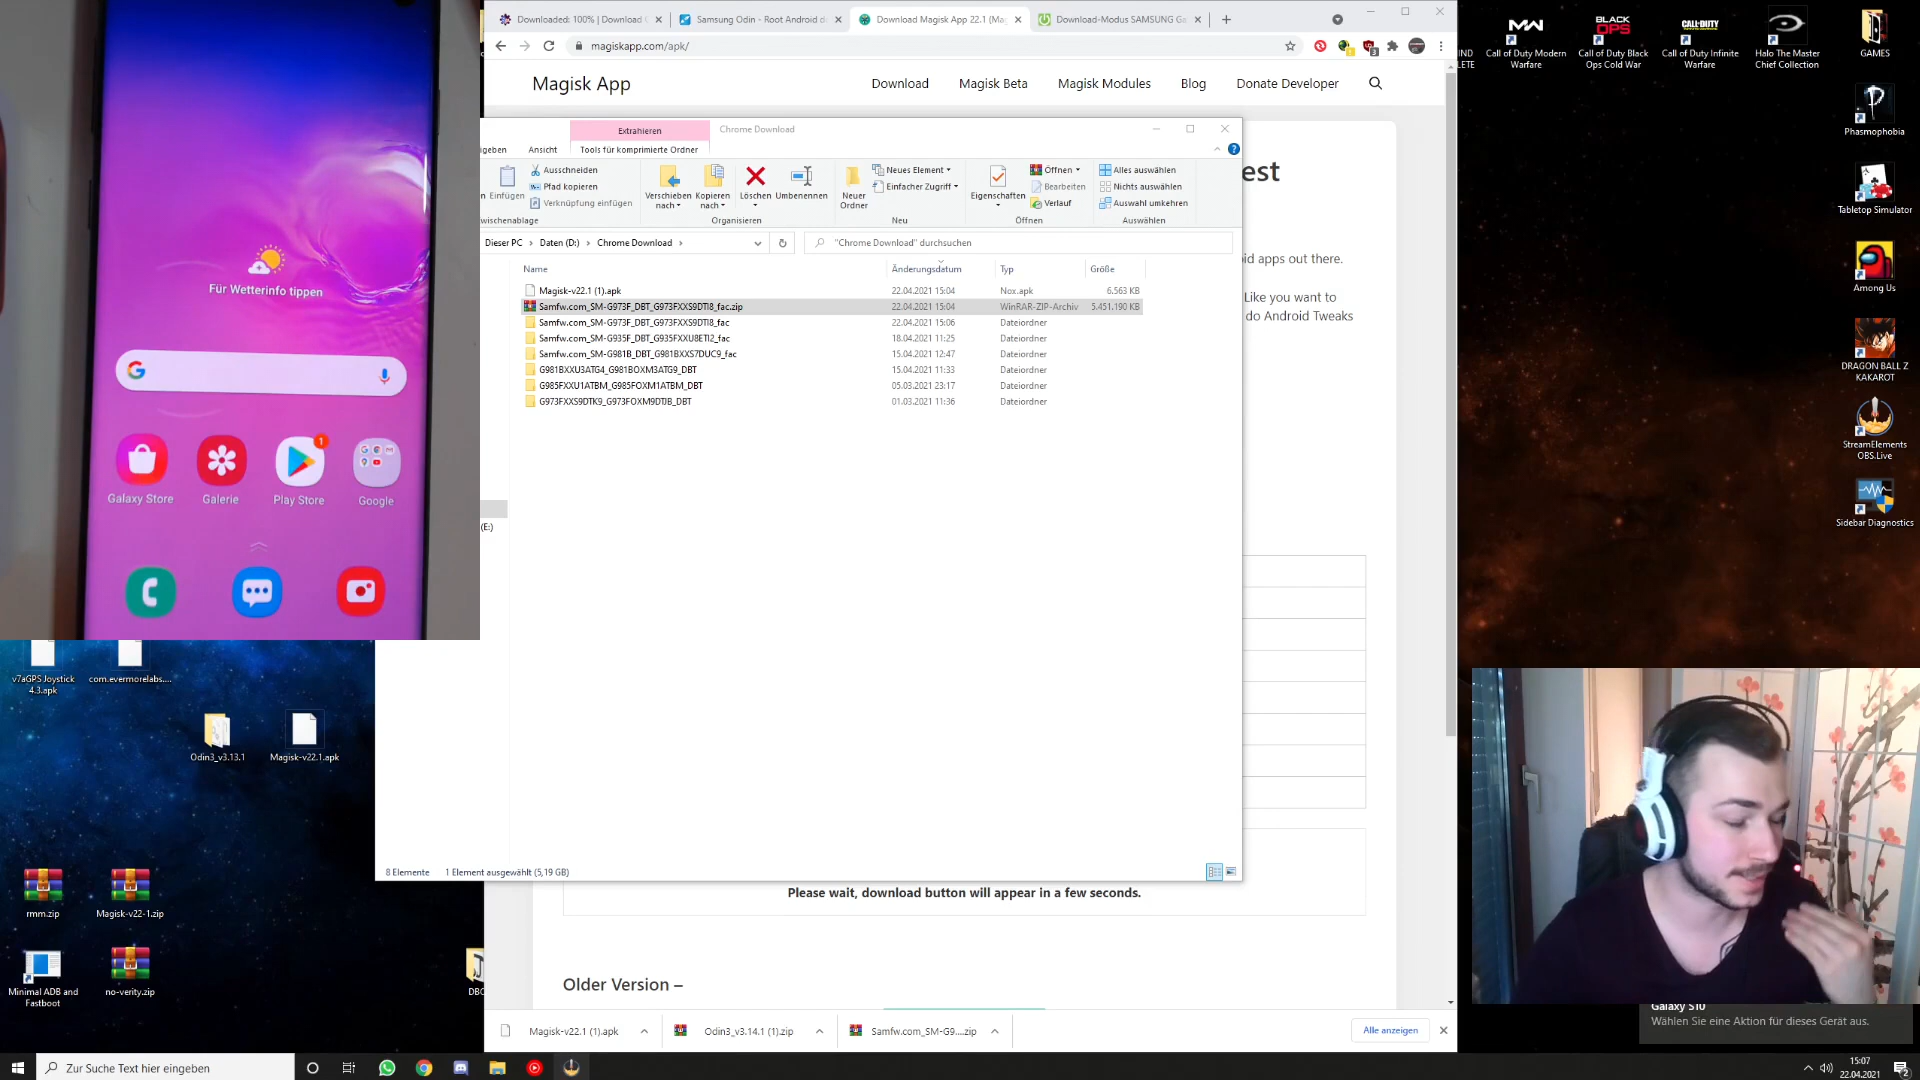 Downloaded: 100% | Download
Samsung Odin - Root Android d
Download Magisk App 22.1 (Ma
Download-Modus SAMSUNG Ga
magiskapp.com/apk/
Magisk App
Download
Magisk Beta
Magisk Modules
Blog
Donate Developer
Extrahieren
Chrome Download
Ansicht
Tools für komprimierte Ordner
Einfügen
Ausschneiden
Pfad kopieren
Verknüpfung einfügen
Verschieben nach
Kopieren nach
Löschen
Umbenennen
Organisieren
Neuer Ordner
Neues Element
Einfacher Zugriff
Neu
Eigenschaften
Öffnen
Bearbeiten
Verlauf
Öffnen
Alles auswählen
Nichts auswählen
Auswahl umkehren
Auswählen
Dieser PC
Daten (D:)
Chrome Download
"Chrome Download" durchsuchen
Name Änderungsdatum Typ Größe
Magisk-v22.1 (1).apk 22.04.2021 15:04 Nox.apk 6.563 KB
Samfw.com_SM-G973F_DBT_G973FXXS9DTI8_fac.zip 22.04.2021 15:04 WinRAR-ZIP-Archiv 5.451.190 KB
Samfw.com_SM-G973F_DBT_G973FXXS9DTI8_fac 22.04.2021 15:06 Dateiordner
Samfw.com_SM-G935F_DBT_G935FXXU8ETI2_fac 18.04.2021 11:25 Dateiordner
Samfw.com_SM-G981B_DBT_G981BXXS7DUC9_fac 15.04.2021 12:47 Dateiordner
G981BXXU3ATG4_G981BOXM3ATG9_DBT 15.04.2021 11:33 Dateiordner
G985FXXU1ATBM_G985FOXM1ATBM_DBT 05.03.2021 23:17 Dateiordner
G973FXXS9DTK9_G973FOXM9DTJB_DBT 01.03.2021 11:36 Dateiordner
(E:)
8 Elemente 1 Element ausgewählt (5,19 GB)
est
id apps out there.
Like you want to
do Android Tweaks
Please wait, download button will appear in a few seconds.
Older Version –
Magisk-v22.1 (1).apk
Odin3_v3.14.1 (1).zip
Samfw.com_SM-G9....zip
Alle anzeigen
Für Wetterinfo tippen
Galaxy Store
Galerie
Play Store
Google
1
v7aGPS Joystick
4.3.apk
com.evermorelabs....
Odin3_v3.13.1
Magisk-v22.1.apk
rmm.zip
Magisk-v22-1.zip
Minimal ADB and
Fastboot
no-verity.zip
Call of Duty Modern
Warfare
BLACK OPS
Call of Duty Black
Ops Cold War
CALL OF DUTY
Call of Duty Infinite
Warfare
Halo The Master
Chief Collection
GAMES
Phasmophobia
Tabletop Simulator
Among Us
DRAGON BALL Z
KAKAROT
StreamElements
OBS.Live
Sidebar Diagnostics
Galaxy S10
Wählen Sie eine Aktion für dieses Gerät aus.
Zur Suche Text hier eingeben
15:07
22.04.2021
2